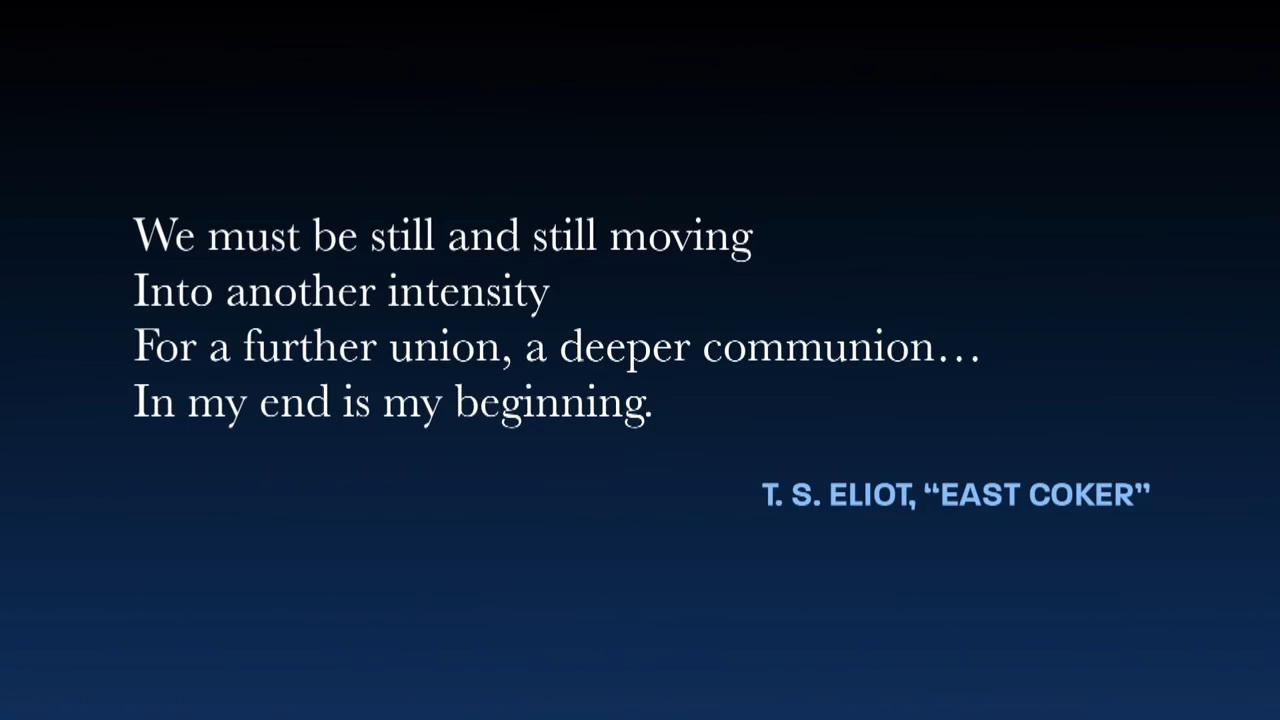 We must be still and still moving
Into another intensity
For a further union, a deeper communion…
In my end is my beginning.
T. S. ELIOT, “EAST COKER”